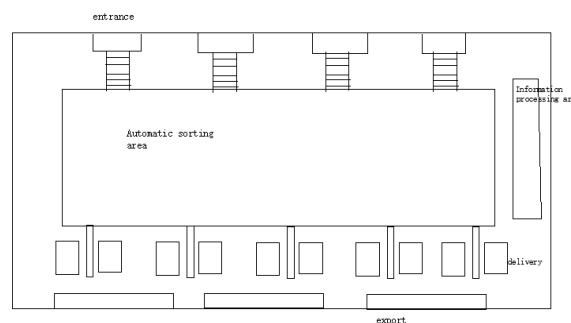 entrance
Information
processing ar
Automatic sorting
area
delivery
export